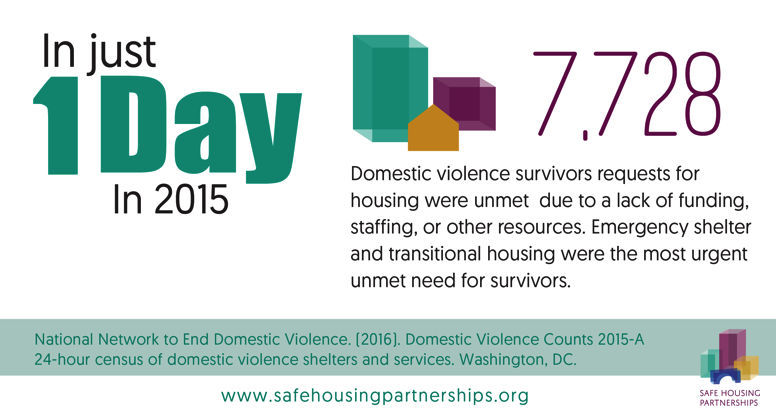 In just
1Day
In 2015
7,728
Domestic violence survivors requests for
housing were unmet due to a lack of funding,
staffing, or other resources. Emergency shelter
and transitional housing were the most urgent
unmet need for survivors.
National Network to End Domestic Violence. (2016). Domestic Violence Counts 2015-A
24-hour census of domestic violence shelters and services. Washington, DC.
www.safehousingpartnerships.org
SAFE HOUSING
PARTNERSHIPS